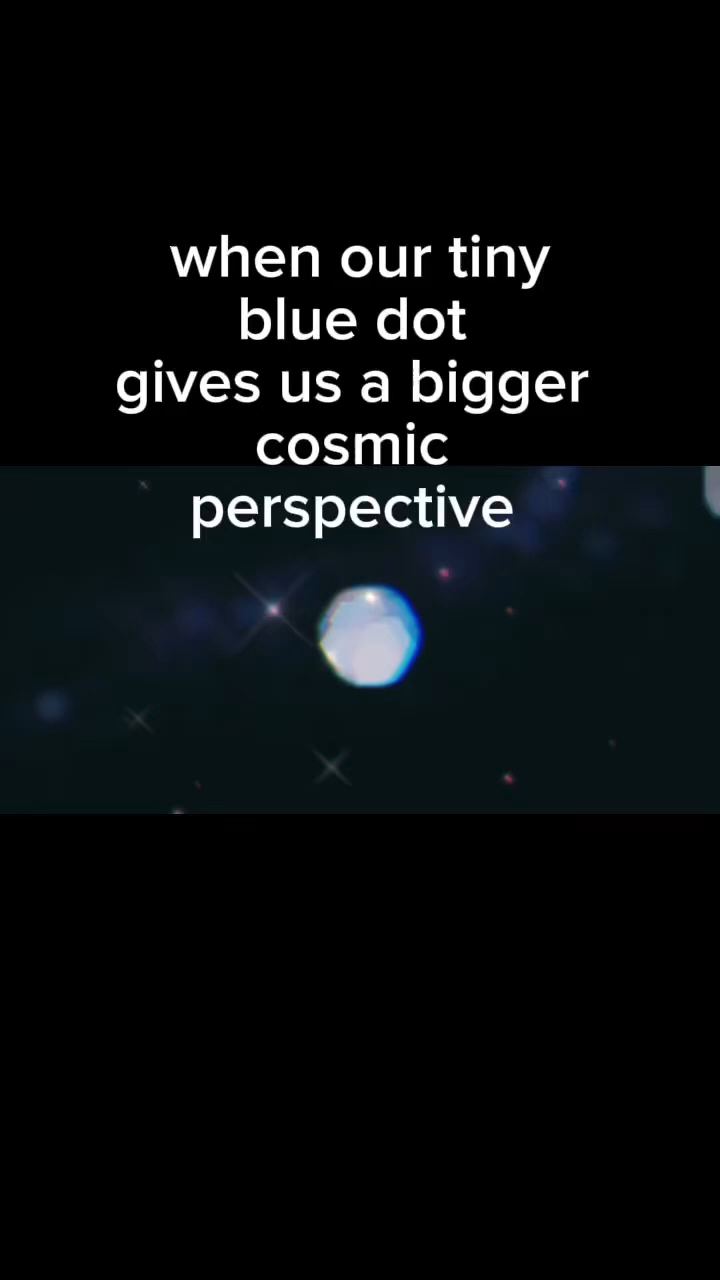 when our tiny
blue dot
gives us a bigger
cosmic
perspective